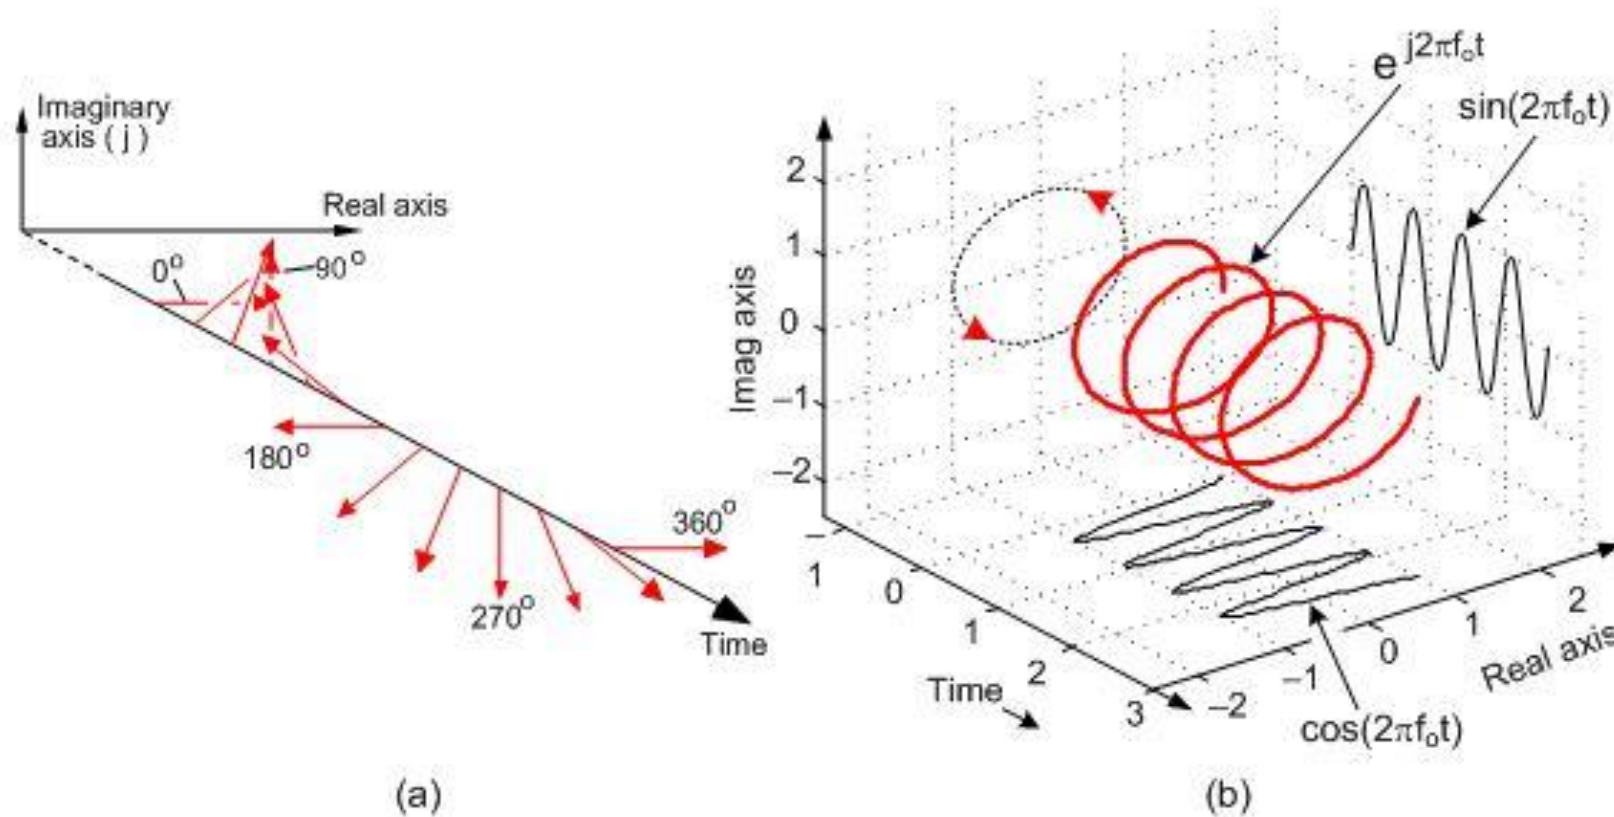 Imaginary
axis ( j )
Real axis
0°
90°
180°
270°
360°
Time
(a)
e^{j2πf₀t}
sin(2πf₀t)
Imag axis
2
1
0
–1
–2
–
1
0
1
2
3
Time
–2
–1
0
1
2
Real axis
cos(2πf₀t)
(b)